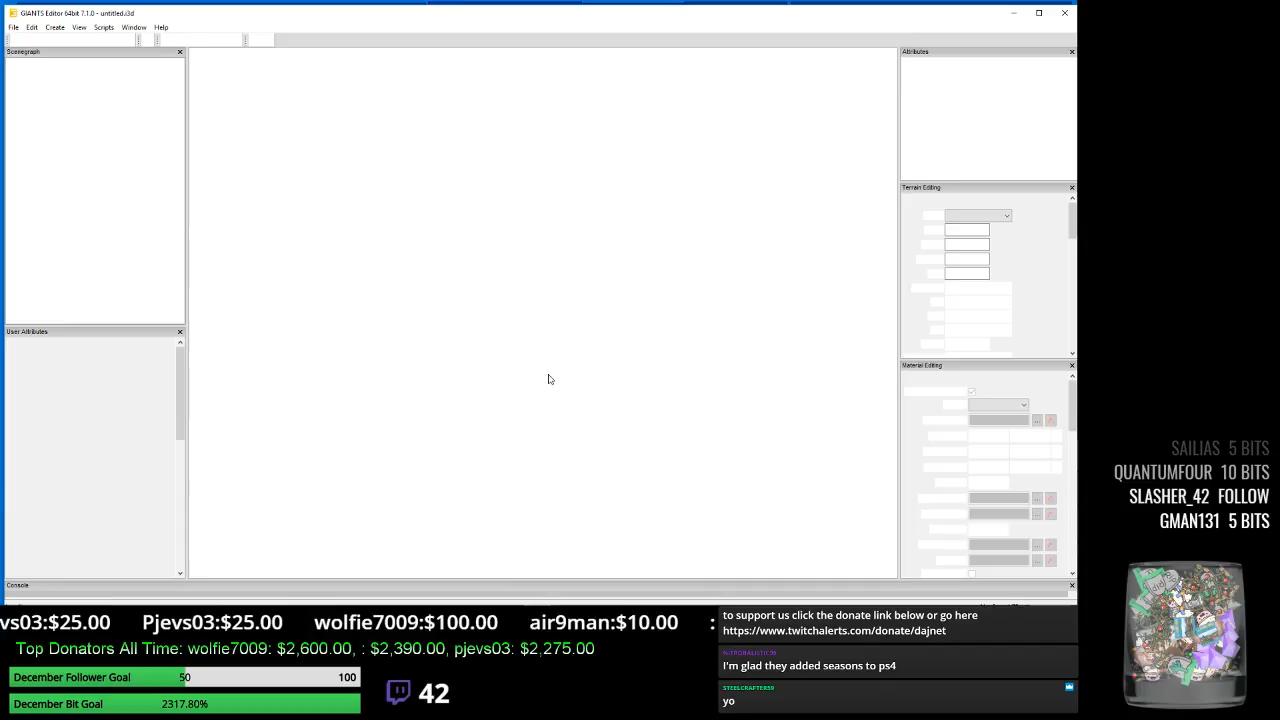 GIANTS Editor 64bit 7.1.0 - untitled.i3d
File Edit Create View Scripts Window Help
Scenegraph
Attributes
Terrain Editing
User Attributes
Material Editing
...
...
...
...
...
Console
SAILIAS 5 BITS
QUANTUMFOUR 10 BITS
SLASHER_42 FOLLOW
GMAN131 5 BITS
vs03:$25.00 Pjevs03:$25.00 wolfie7009:$100.00 air9man:$10.00 :
Top Donators All Time: wolfie7009: $2,600.00, : $2,390.00, pjevs03: $2,275.00
December Follower Goal 50 100
December Bit Goal 2317.80%
42
to support us click the donate link below or go here
https://www.twitchalerts.com/donate/dajnet
I'm glad they added seasons to ps4
STEELCRAFTER59
yo